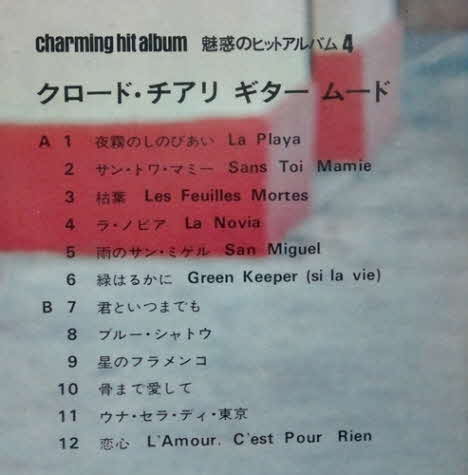 charming hit album 魅惑のヒットアルバム 4
クロード・チアリ ギター ムード
A 1 夜霧のしのびあい La Playa
2 サン・トワ・マミー Sans Toi Mamie
3 枯葉 Les Feuilles Mortes
4 ラ・ノビア La Novia
5 雨のサン・ミゲル San Miguel
6 緑はるかに Green Keeper (si la vie)
B 7 君といつまでも
8 ブルー・シャトウ
9 星のフラメンコ
10 骨まで愛して
11 ウナ・セラ・ディ・東京
12 恋心 L'Amour, C'est Pour Rien